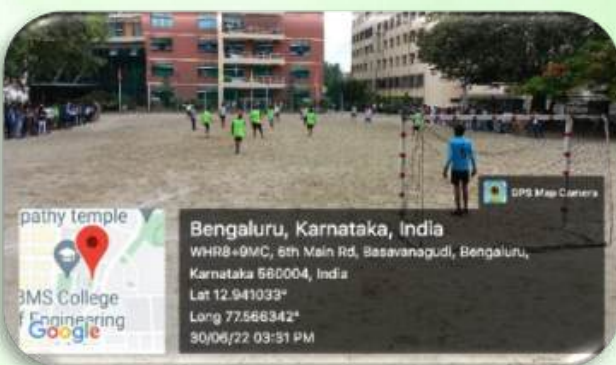 GPS Map Camera
pathy temple
BMS College
f Engineering
Google
Bengaluru, Karnataka, India
WHR8+9MC, 6th Main Rd, Basavanagudi, Bengaluru,
Karnataka 560004, India
Lat 12.941033°
Long 77.566342°
30/06/22 03:31 PM